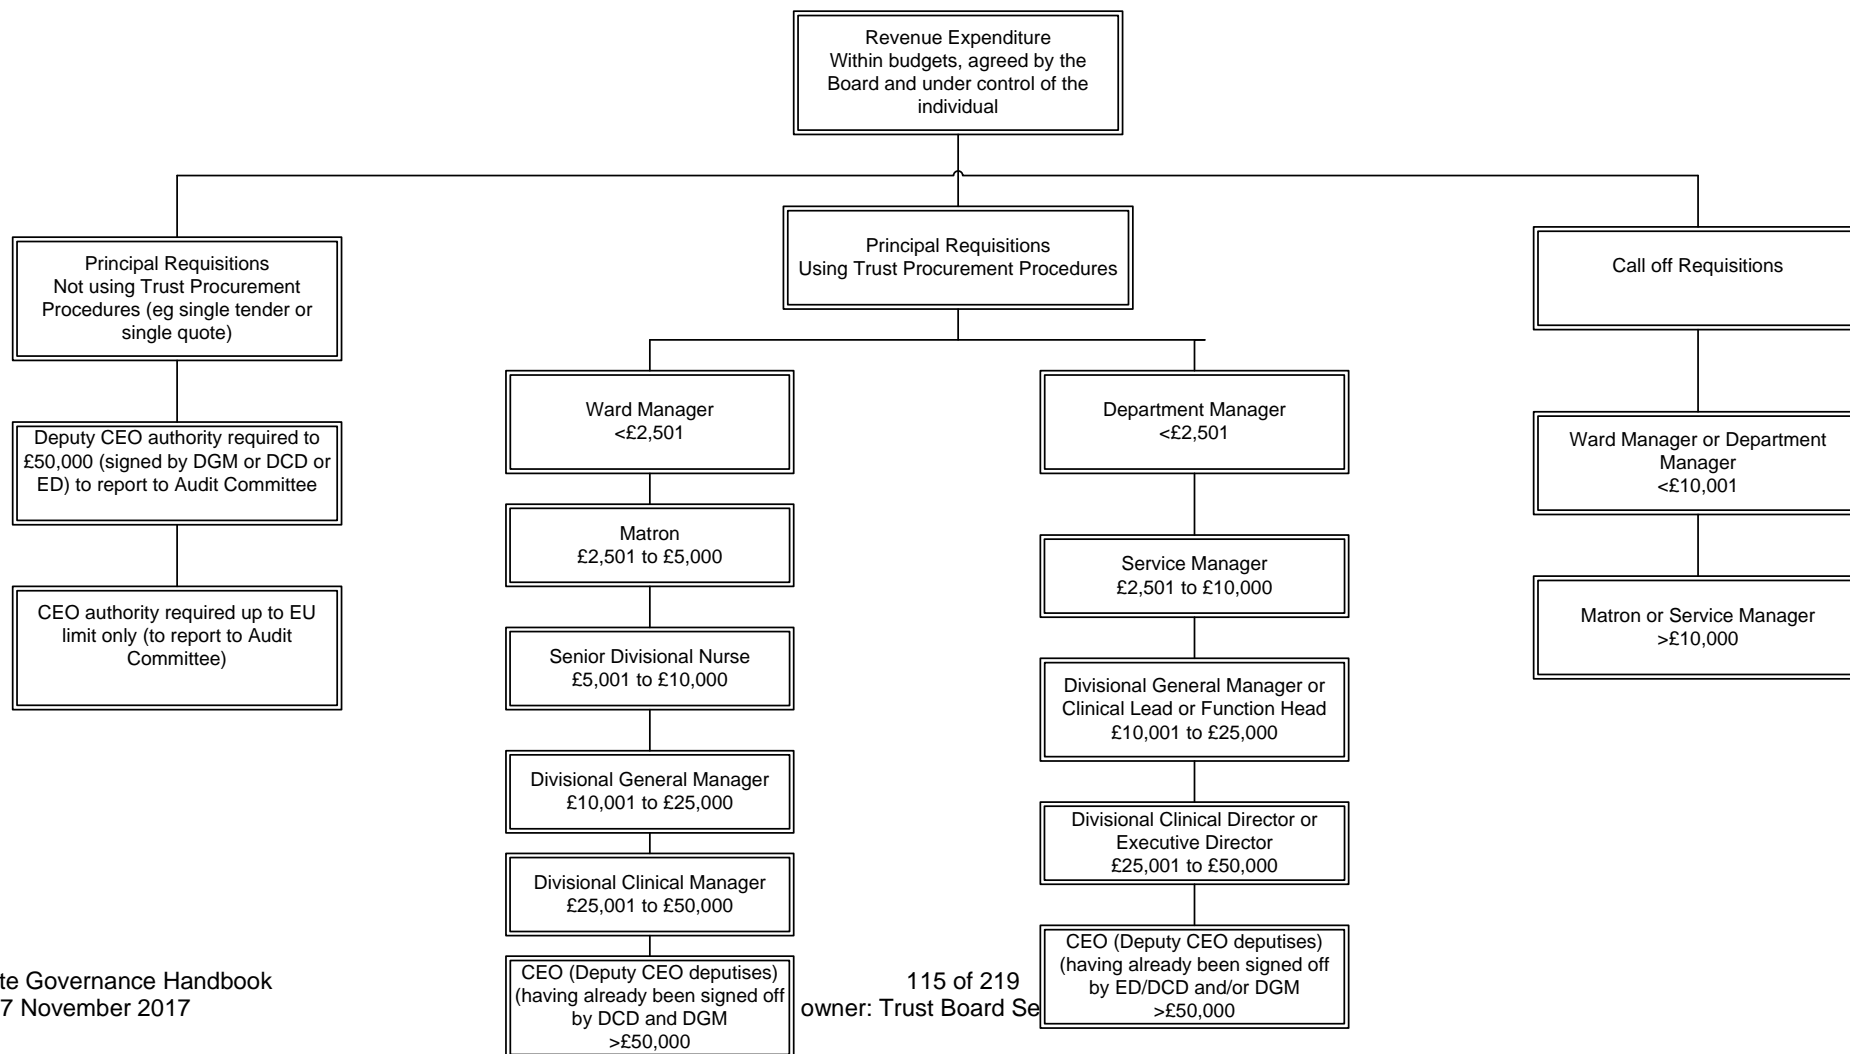 Revenue Expenditure
Within budgets, agreed by the
Board and under control of the
individual
Principal Requisitions
Not using Trust Procurement
Procedures (eg single tender or
single quote)
Deputy CEO authority required to
£50,000 (signed by DGM or DCD or
ED) to report to Audit Committee
CEO authority required up to EU
limit only (to report to Audit
Committee)
Principal Requisitions
Using Trust Procurement Procedures
Ward Manager
<£2,501
Matron
£2,501 to £5,000
Senior Divisional Nurse
£5,001 to £10,000
Divisional General Manager
£10,001 to £25,000
Divisional Clinical Manager
£25,001 to £50,000
CEO (Deputy CEO deputises)
(having already been signed off
by DCD and DGM
>£50,000
Department Manager
<£2,501
Service Manager
£2,501 to £10,000
Divisional General Manager or
Clinical Lead or Function Head
£10,001 to £25,000
Divisional Clinical Director or
Executive Director
£25,001 to £50,000
CEO (Deputy CEO deputises)
(having already been signed off
by ED/DCD and/or DGM
>£50,000
Call off Requisitions
Ward Manager or Department
Manager
<£10,001
Matron or Service Manager
>£10,000
te Governance Handbook
7 November 2017
115 of 219
owner: Trust Board Se